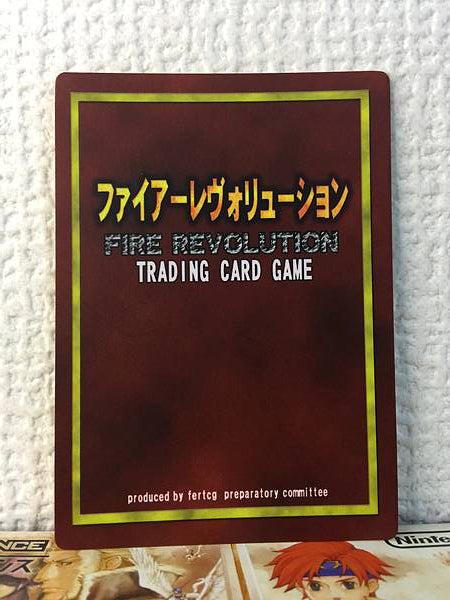 ファイアーレヴォリューション
FIRE REVOLUTION
TRADING CARD GAME
produced by fertcg preparatory committee